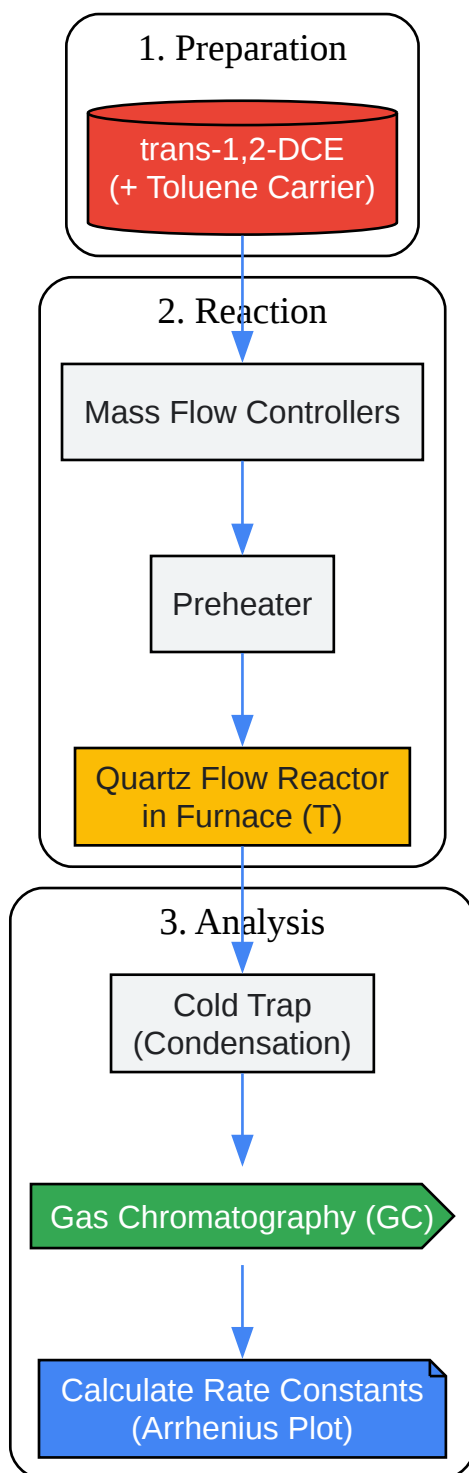 1. Preparation
trans-1,2-DCE
(+ Toluene Carrier)
2. Reaction
Mass Flow Controllers
Preheater
Quartz Flow Reactor
in Furnace (T)
3. Analysis
Cold Trap
(Condensation)
Gas Chromatography (GC)
Calculate Rate Constants
(Arrhenius Plot)